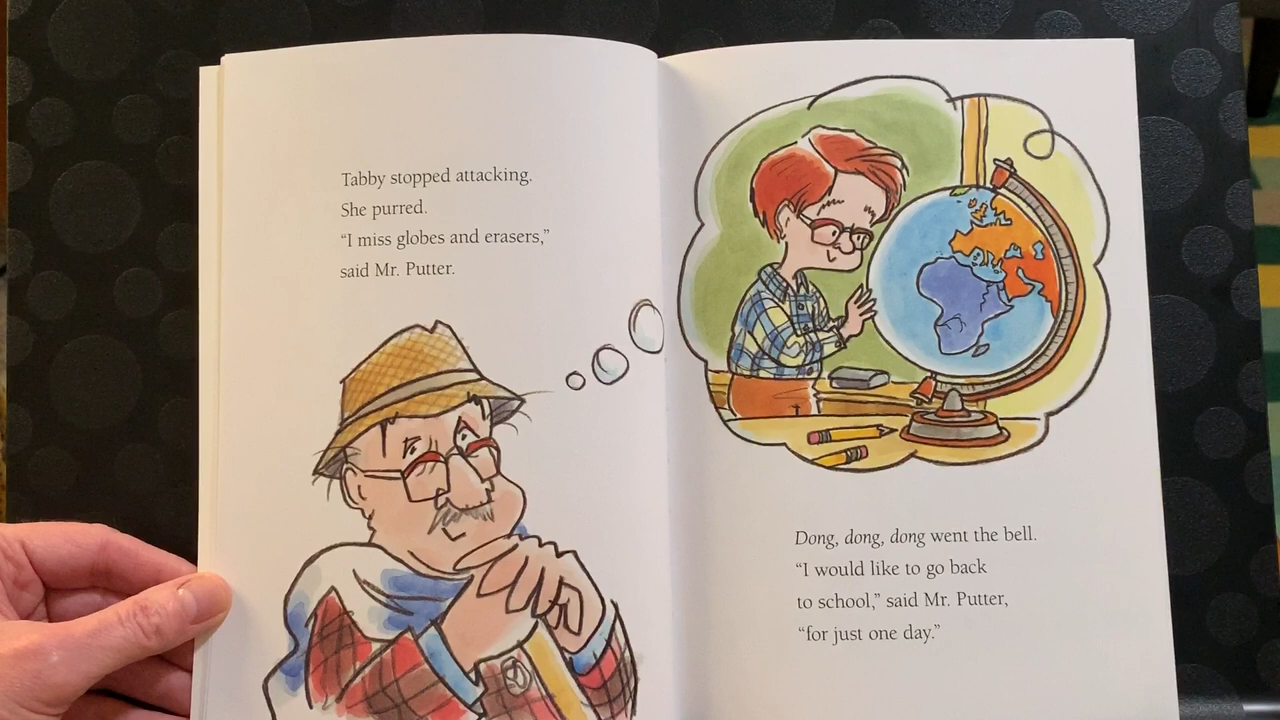 Tabby stopped attacking.
She purred.
“I miss globes and erasers,”
said Mr. Putter.
Dong, dong, dong went the bell.
“I would like to go back
to school,” said Mr. Putter,
“for just one day.”